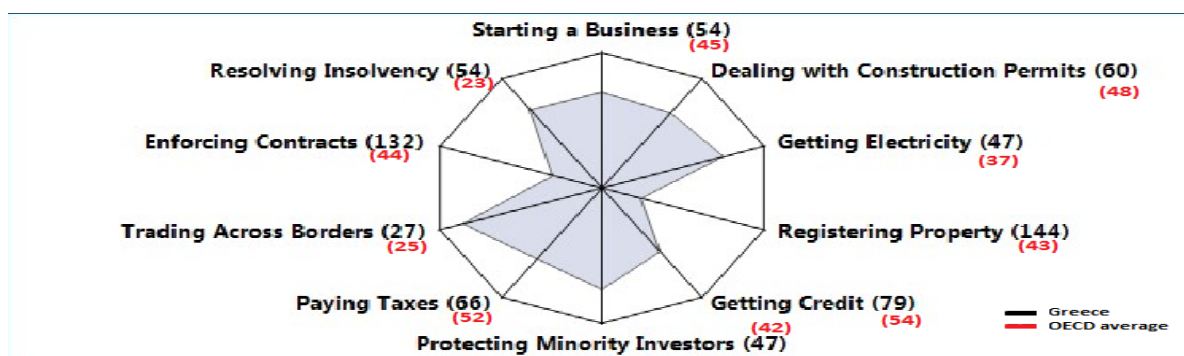 Starting a Business (54)
(45)
Resolving Insolvency (54)
(23)
Dealing with Construction Permits (60)
(48)
Enforcing Contracts (132)
(44)
Getting Electricity (47)
(37)
Trading Across Borders (27)
(25)
Registering Property (144)
(43)
Paying Taxes (66)
(52)
Getting Credit (79)
(54)
(42)
Protecting Minority Investors (47)
Greece
OECD average